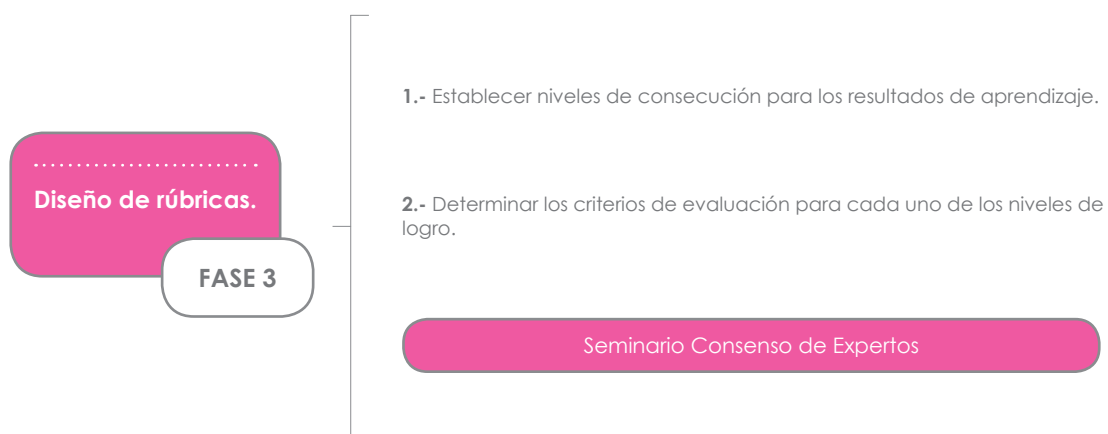 1.- Establecer niveles de consecución para los resultados de aprendizaje.
Diseño de rúbricas.
2.- Determinar los criterios de evaluación para cada uno de los niveles de
logro.
FASE 3
Seminario Consenso de Expertos